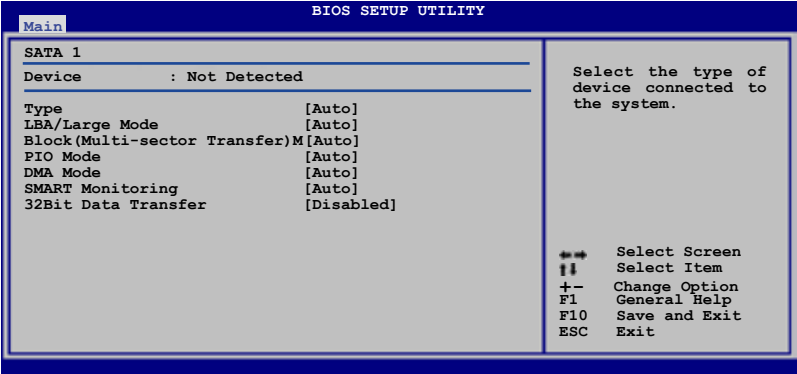 BIOS SETUP UTILITY
Main
SATA 1
Device : Not Detected
Type [Auto]
LBA/Large Mode [Auto]
Block(Multi-sector Transfer)M[Auto]
PIO Mode [Auto]
DMA Mode [Auto]
SMART Monitoring [Auto]
32Bit Data Transfer [Disabled]
Select the type of
device connected to
the system.
←→ Select Screen
↑↓ Select Item
+- Change Option
F1 General Help
F10 Save and Exit
ESC Exit